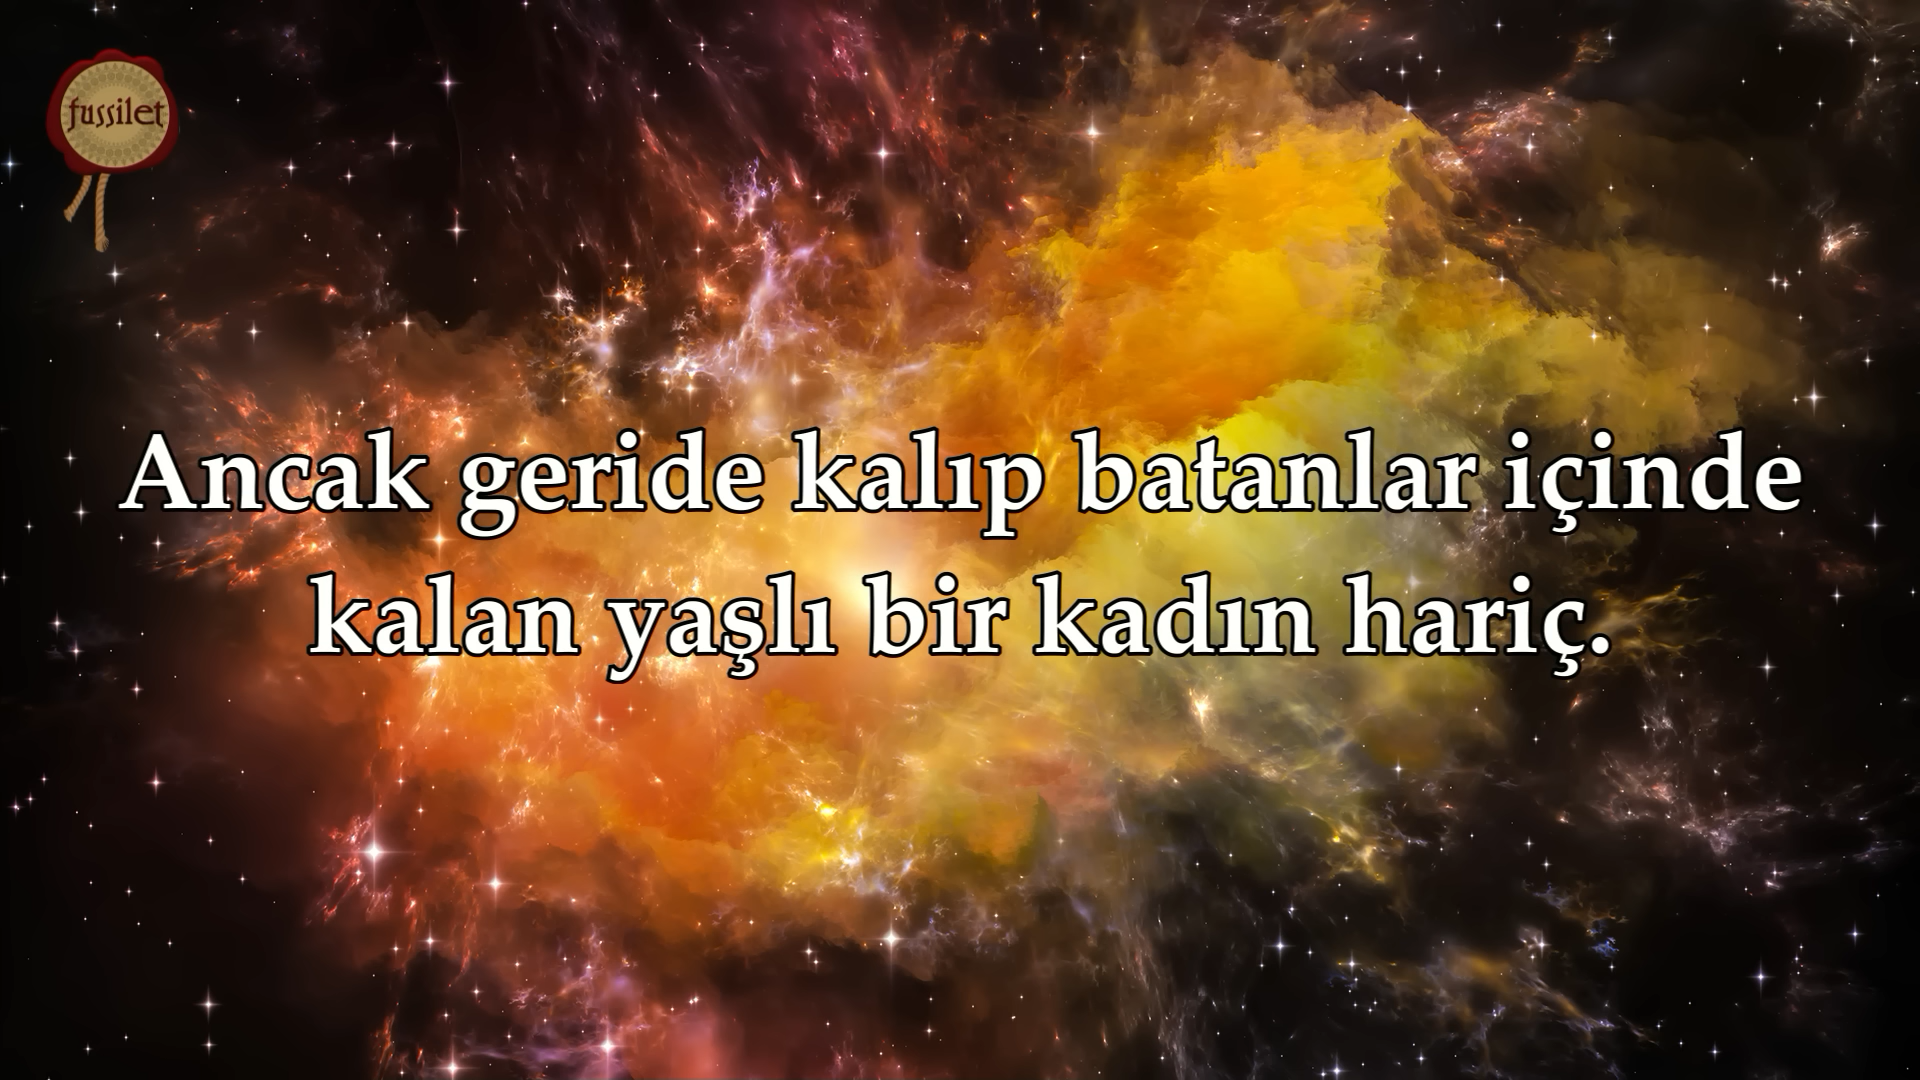 fussilet
Ancak geride kalıp batanlar içinde
kalan yaşlı bir kadın hariç.